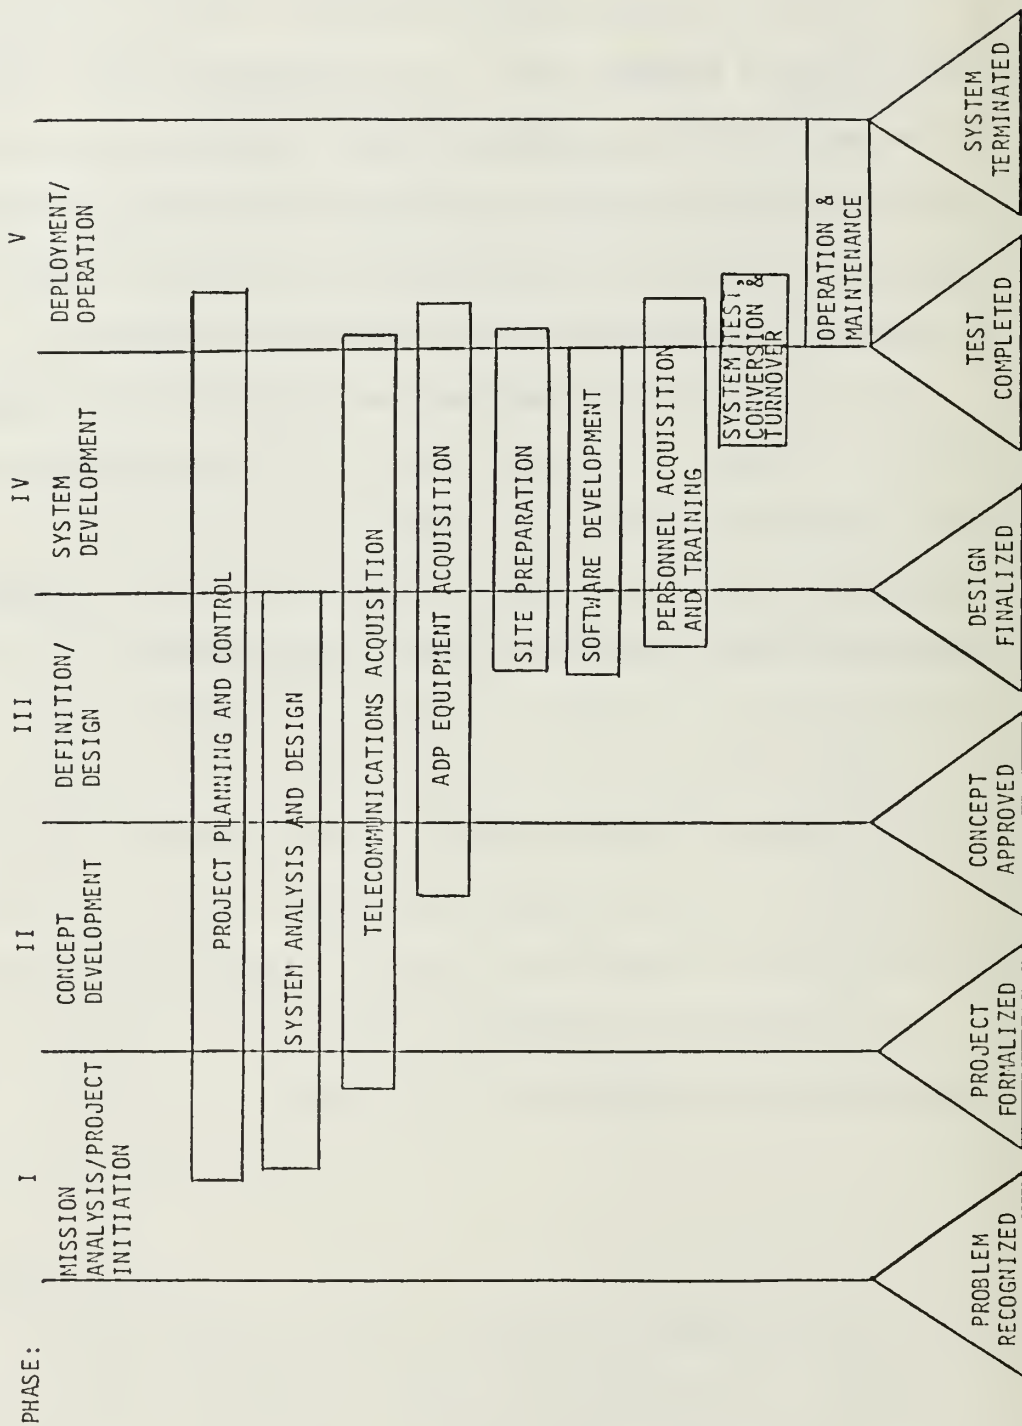 PHASE:
I
MISSION
ANALYSIS/PROJECT
INITIATION
II
CONCEPT
DEVELOPMENT
III
DEFINITION/
DESIGN
IV
SYSTEM
DEVELOPMENT
V
DEPLOYMENT/
OPERATION
PROJECT PLANNING AND CONTROL
SYSTEM ANALYSIS AND DESIGN
TELECOMMUNICATIONS ACQUISITION
ADP EQUIPMENT ACQUISITION
SITE PREPARATION
SOFTWARE DEVELOPMENT
PERSONNEL ACQUISITION
AND TRAINING
SYSTEM TEST,
CONVERSION &
TURNOVER
OPERATION &
MAINTENANCE
PROBLEM
RECOGNIZED
PROJECT
FORMALIZED
CONCEPT
APPROVED
DESIGN
FINALIZED
TEST
COMPLETED
SYSTEM
TERMINATED